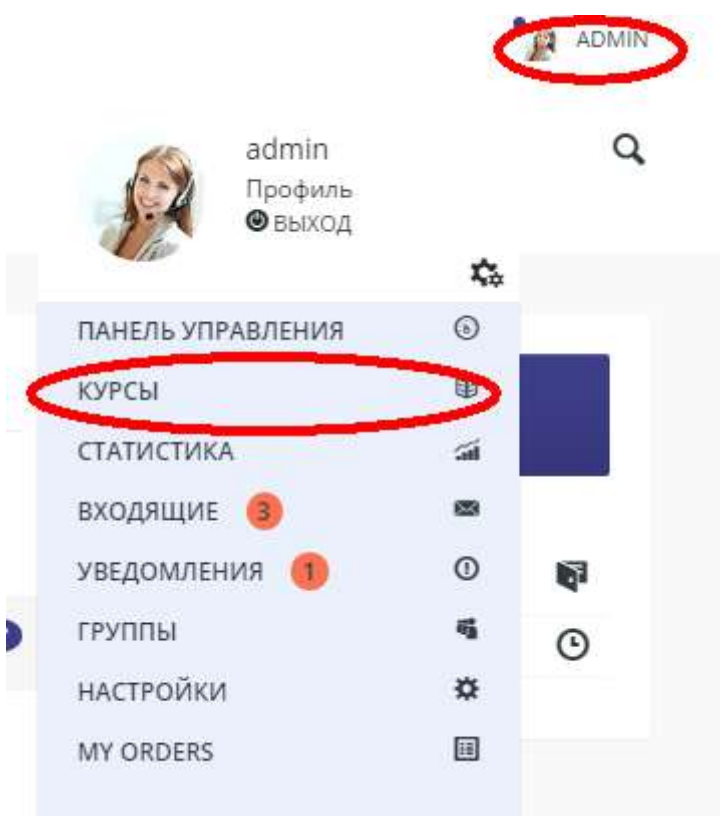 ADMIN
admin
Профиль
ВЫХОД
ПАНЕЛЬ УПРАВЛЕНИЯ
КУРСЫ
СТАТИСТИКА
ВХОДЯЩИЕ 3
УВЕДОМЛЕНИЯ 1
ГРУППЫ
НАСТРОЙКИ
MY ORDERS